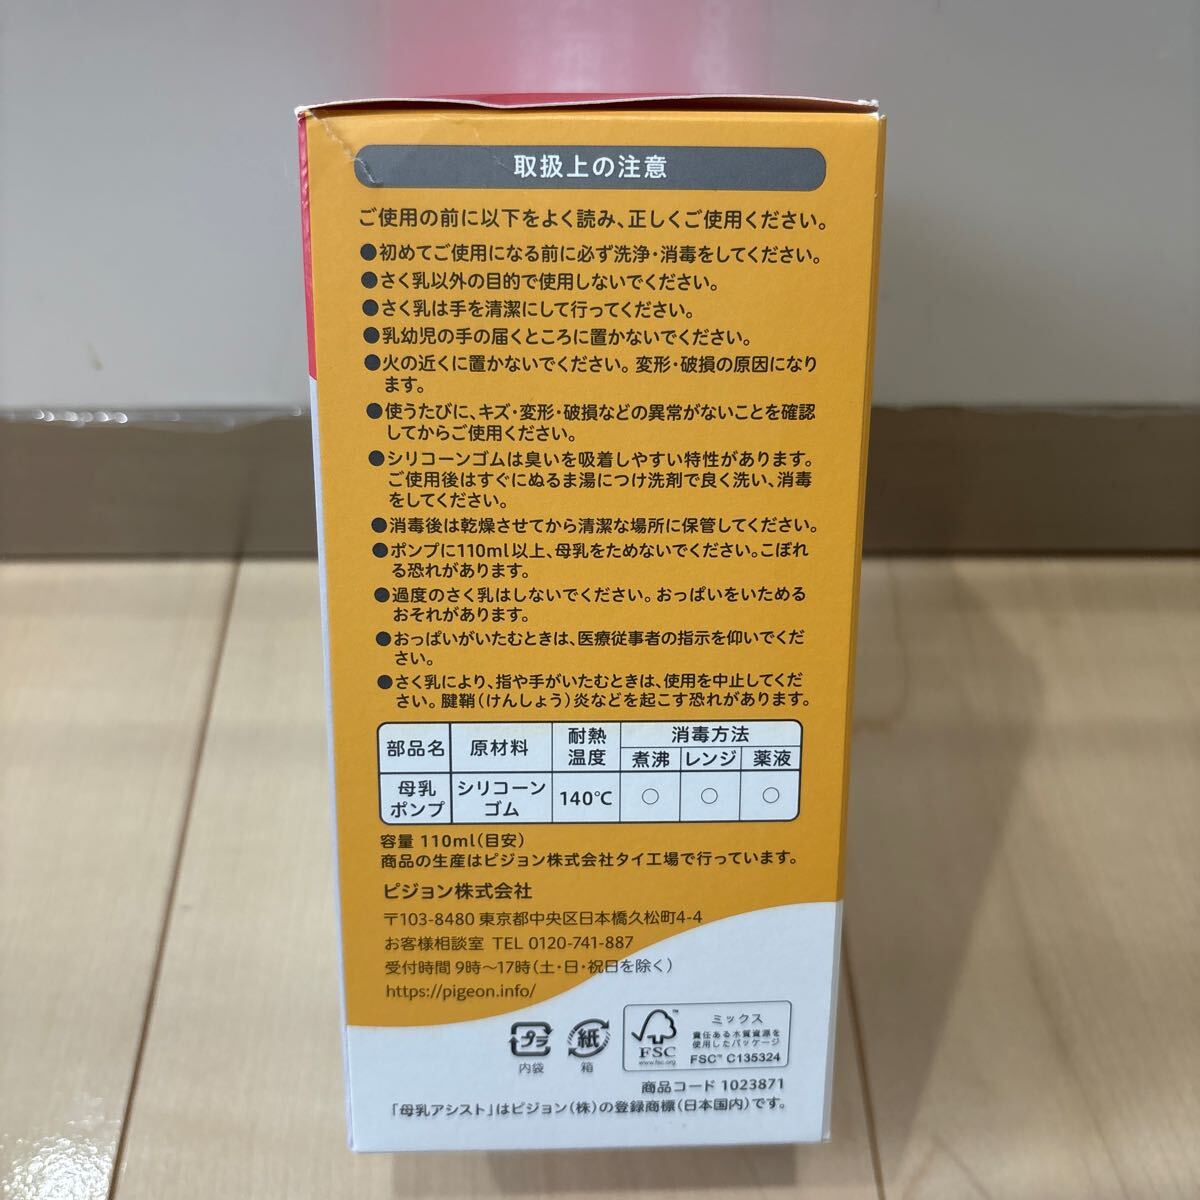 取扱上の注意
ご使用の前に以下をよく読み、正しくご使用ください。
●初めてご使用になる前に必ず洗浄・消毒をしてください。
●さく乳以外の目的で使用しないでください。
●さく乳は手を清潔にして行ってください。
●乳幼児の手の届くところに置かないでください。
●火の近くに置かないでください。変形・破損の原因になり
ます。
●使うたびに、キズ・変形・破損などの異常がないことを確認
してからご使用ください。
●シリコーンゴムは臭いを吸着しやすい特性があります。
ご使用後はすぐにぬるま湯につけ洗剤で良く洗い、消毒
をしてください。
●消毒後は乾燥させてから清潔な場所に保管してください。
●ポンプに110ml以上、母乳をためないでください。こぼれ
る恐れがあります。
●過度のさく乳はしないでください。おっぱいをいためる
おそれがあります。
●おっぱいがいたむときは、医療従事者の指示を仰いでくだ
さい。
●さく乳により、指や手がいたむときは、使用を中止してくだ
さい。腱鞘(けんしょう)炎などを起こす恐れがあります。
部品名 原材料 耐熱温度 消毒方法
煮沸 レンジ 薬液
母乳ポンプ シリコーンゴム 140℃ ○ ○ ○
容量 110ml(目安)
商品の生産はピジョン株式会社タイ工場で行っています。
ピジョン株式会社
〒103-8480 東京都中央区日本橋久松町4-4
お客様相談室 TEL 0120-741-887
受付時間 9時～17時(土・日・祝日を除く)
https://pigeon.info/
プラ 内袋
紙 箱
FSC
www.fsc.org
ミックス
責任ある木質資源を
使用したパッケージ
FSC™ C135324
商品コード 1023871
「母乳アシスト」はピジョン(株)の登録商標(日本国内)です。